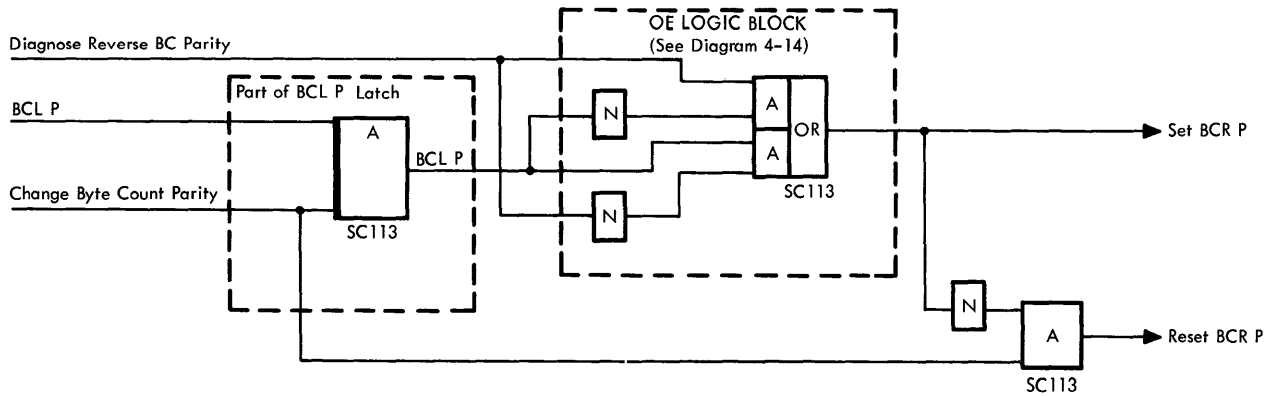 OE LOGIC BLOCK
(See Diagram 4-14)
Diagnose Reverse BC Parity
Part of BCL P Latch
BCL P
A
N
A
OR
Set BCR P
BCL P
A
Change Byte Count Parity
SC113
SC113
N
N
A
Reset BCR P
SC113